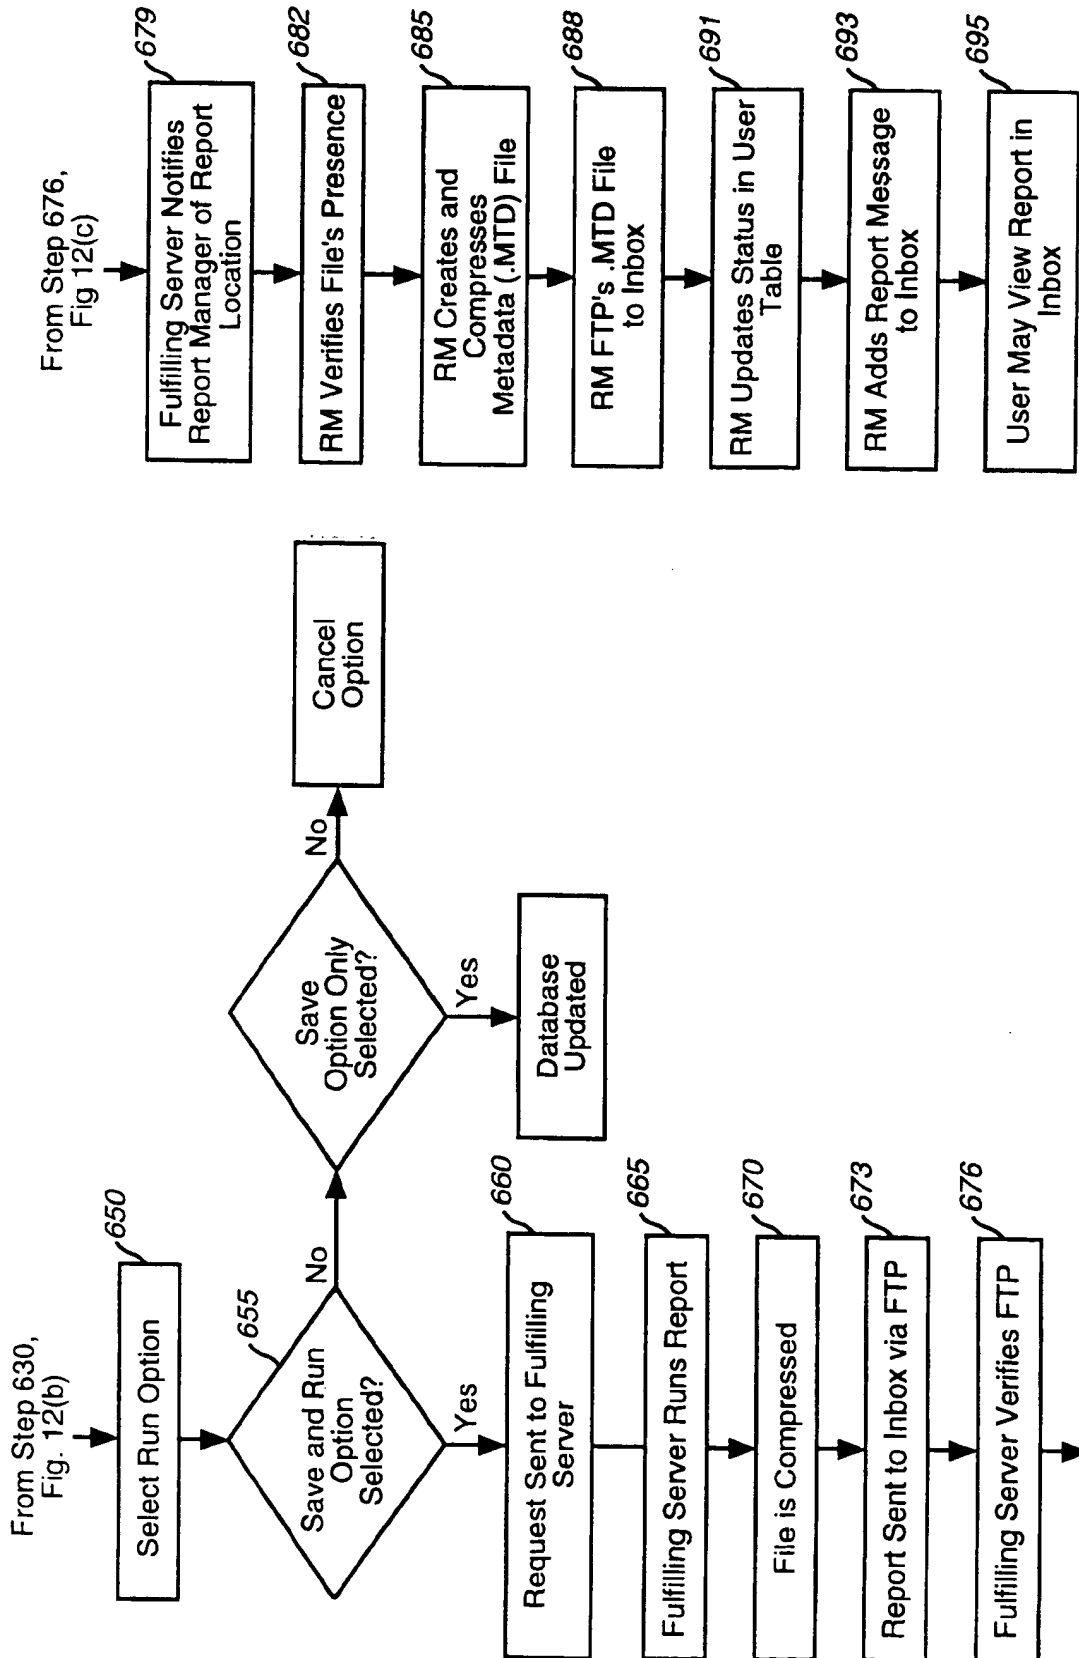 From Step 630,
Fig. 12(b)
650
Select Run Option
655
Save and Run
Option
Selected?
No
Yes
Save
Option Only
Selected?
No
Cancel
Option
Yes
Database
Updated
660
Request Sent to Fulfilling
Server
665
Fulfilling Server Runs Report
670
File is Compressed
673
Report Sent to Inbox via FTP
676
Fulfilling Server Verifies FTP
From Step 676,
Fig 12(c)
679
Fulfilling Server Notifies
Report Manager of Report
Location
682
RM Verifies File's Presence
685
RM Creates and
Compresses
Metadata (.MTD) File
688
RM FTP's .MTD File
to Inbox
691
RM Updates Status in User
Table
693
RM Adds Report Message
to Inbox
695
User May View Report in
Inbox